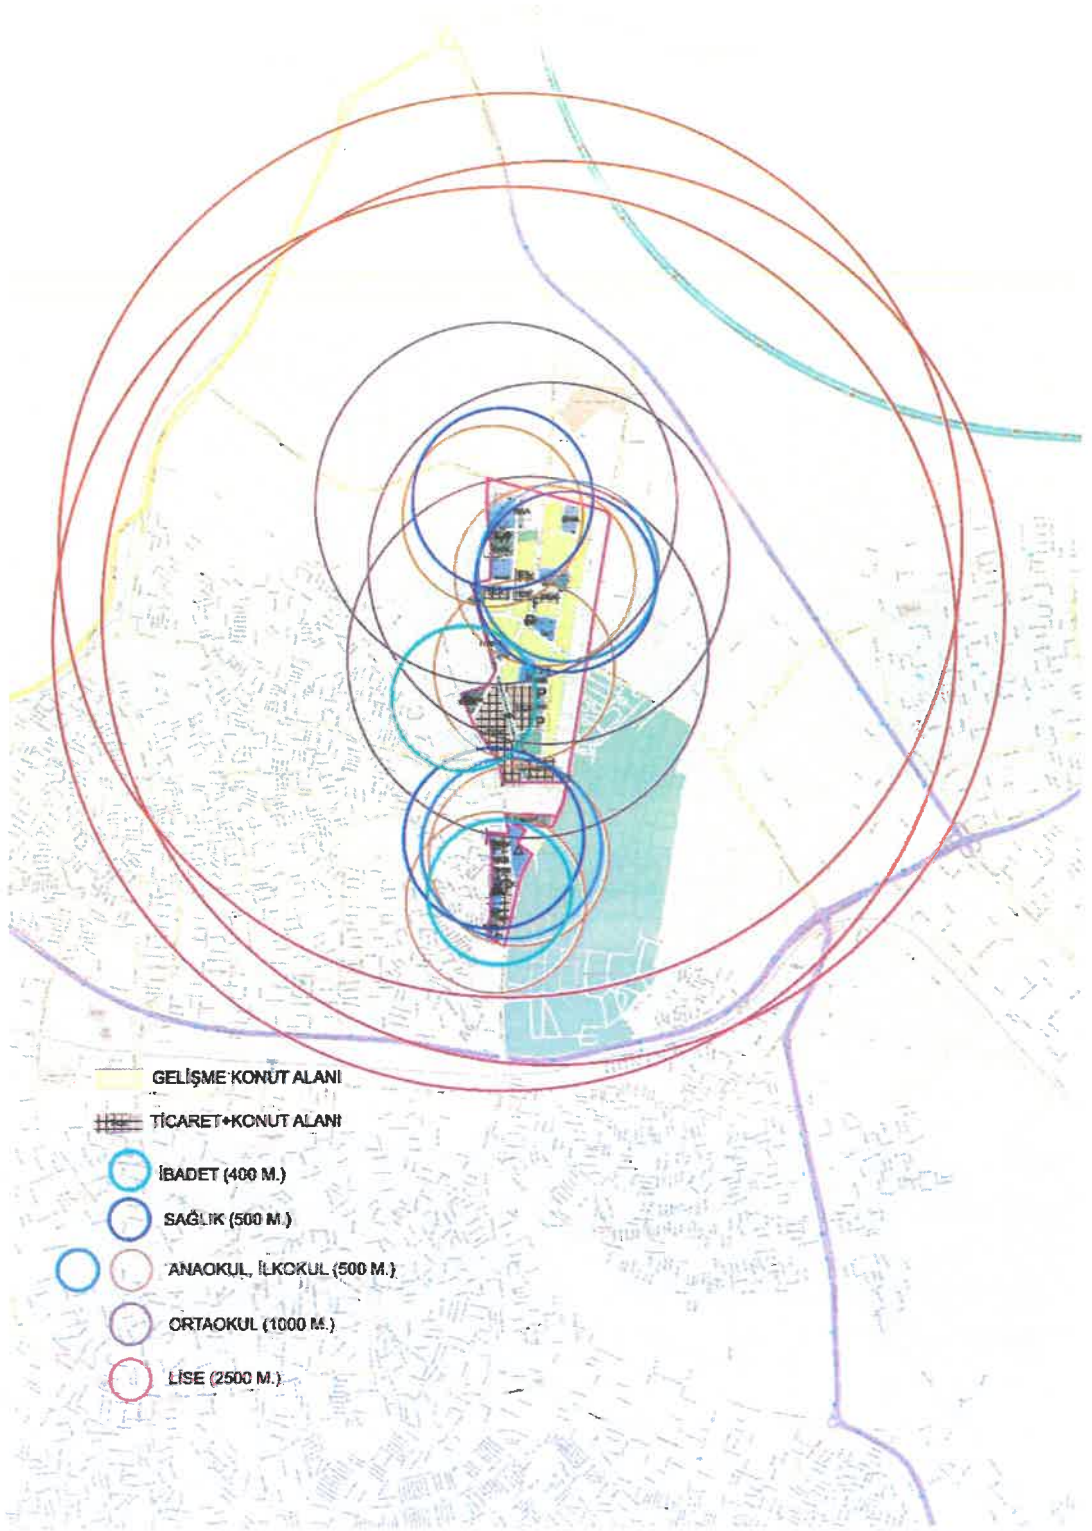 GELİŞME KONUT ALANI
TİCARET+KONUT ALANI
İBADET (400 M.)
SAĞLIK (500 M.)
ANAOKUL, İLKOKUL (500 M.)
ORTAOKUL (1000 M.)
LİSE (2500 M.)